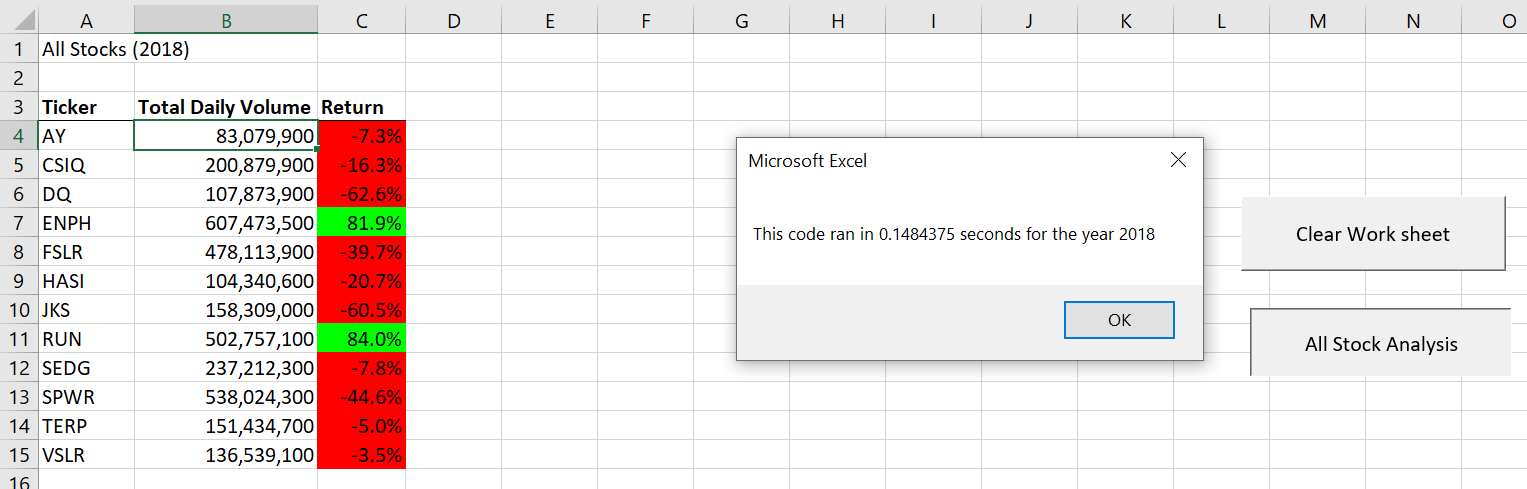 A B C D E F G H I J K L M N O
1 All Stocks (2018)
2
3 Ticker Total Daily Volume Return
4 AY 83,079,900 -7.3%
5 CSIQ 200,879,900 -16.3%
6 DQ 107,873,900 -62.6%
7 ENPH 607,473,500 81.9%
8 FSLR 478,113,900 -39.7%
9 HASI 104,340,600 -20.7%
10 JKS 158,309,000 -60.5%
11 RUN 502,757,100 84.0%
12 SEDG 237,212,300 -7.8%
13 SPWR 538,024,300 -44.6%
14 TERP 151,434,700 -5.0%
15 VSLR 136,539,100 -3.5%
16
Microsoft Excel
This code ran in 0.1484375 seconds for the year 2018
OK
Clear Work sheet
All Stock Analysis